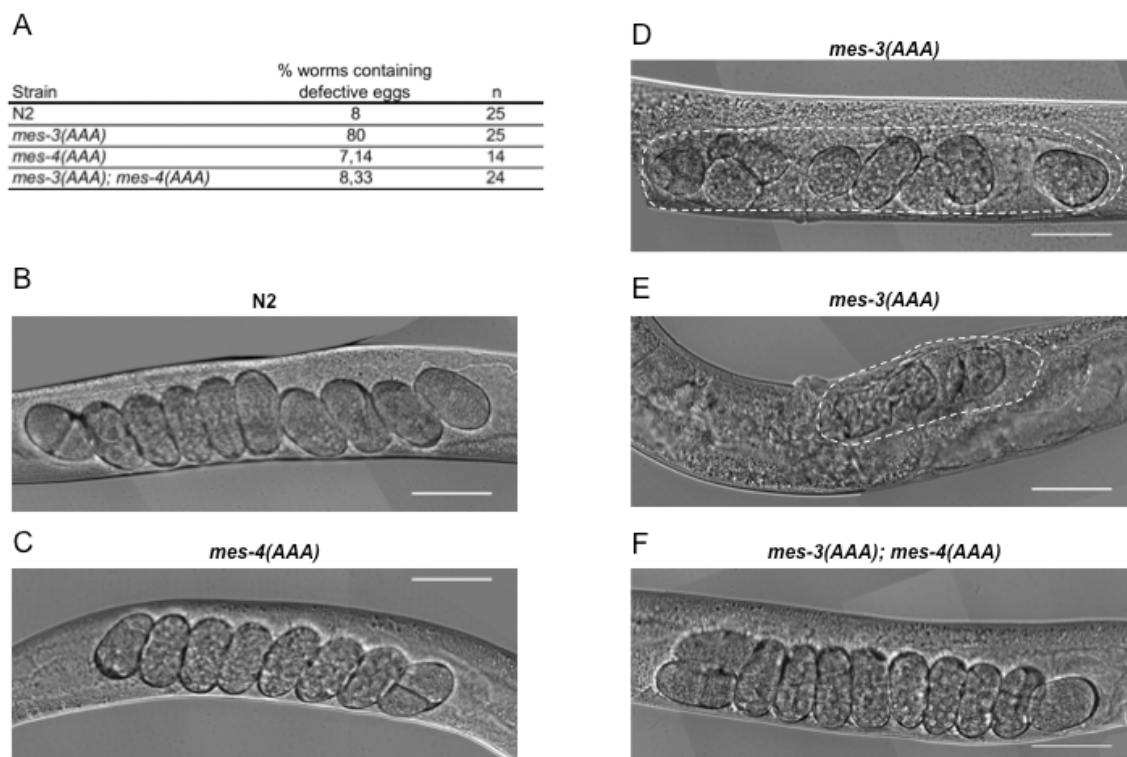 A
% worms containing
Strain defective eggs n
N2 8 25
mes-3(AAA) 80 25
mes-4(AAA) 7,14 14
mes-3(AAA); mes-4(AAA) 8,33 24
B
N2
C
mes-4(AAA)
D
mes-3(AAA)
E
mes-3(AAA)
F
mes-3(AAA); mes-4(AAA)